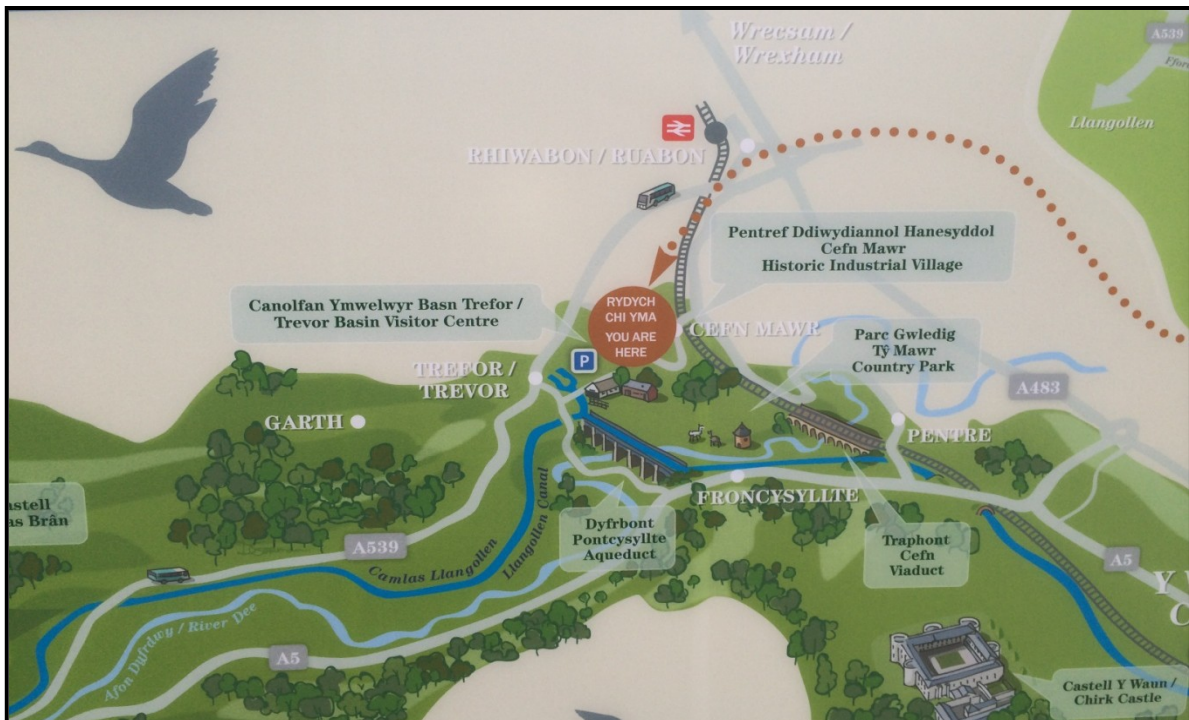 Wrecsam /
Wrexham
A539
Llangollen
RHIWABON / RUABON
Pentref Ddiwydiannol Hanesyddol
Cefn Mawr
Historic Industrial Village
Canolfan Ymwelwyr Basn Trefor /
Trevor Basin Visitor Centre
RYDYCH
CHI YMA
YOU ARE
HERE
CEFN MAWR
Parc Gwledig
Tŷ Mawr
Country Park
P
TREFOR /
TREVOR
A483
GARTH
PENTRE
FRONCYSYLLTE
as Brân
Dyfrbont
Pontcysyllte
Aqueduct
Traphont
Cefn
Viaduct
A539
Camlas Llangollen
Llangollen Canal
A5
Afon Dyfrdwy / River Dee
A5
Y
C
Castell Y Waun /
Chirk Castle